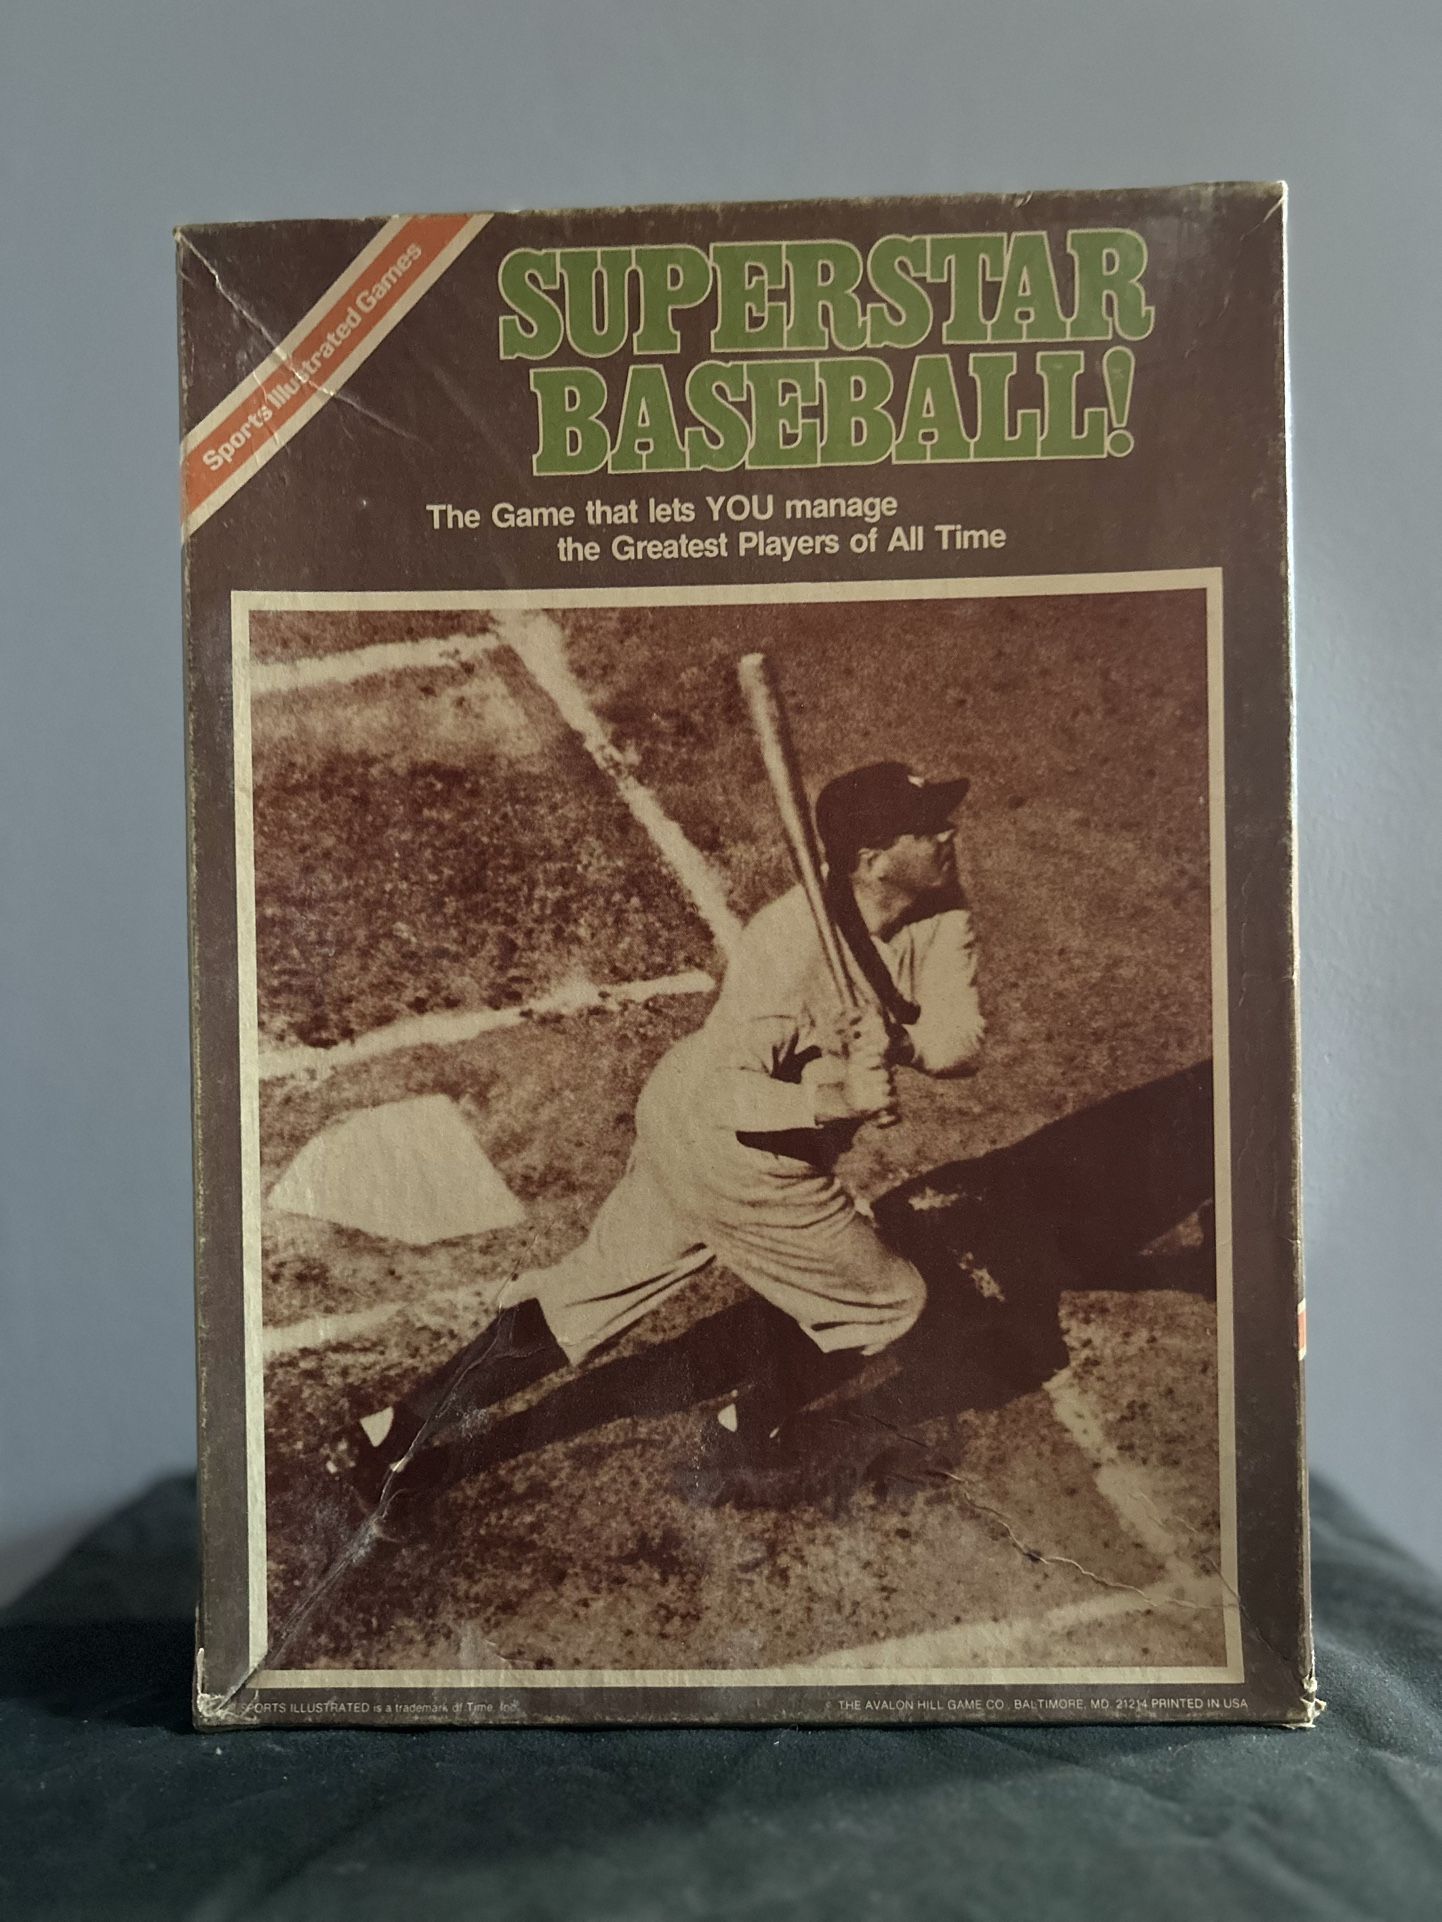 Sports Illustrated Games
SUPERSTAR
BASEBALL!
The Game that lets YOU manage
the Greatest Players of All Time
SPORTS ILLUSTRATED is a trademark of Time, Inc.
© THE AVALON HILL GAME CO., BALTIMORE, MD. 21214 PRINTED IN USA